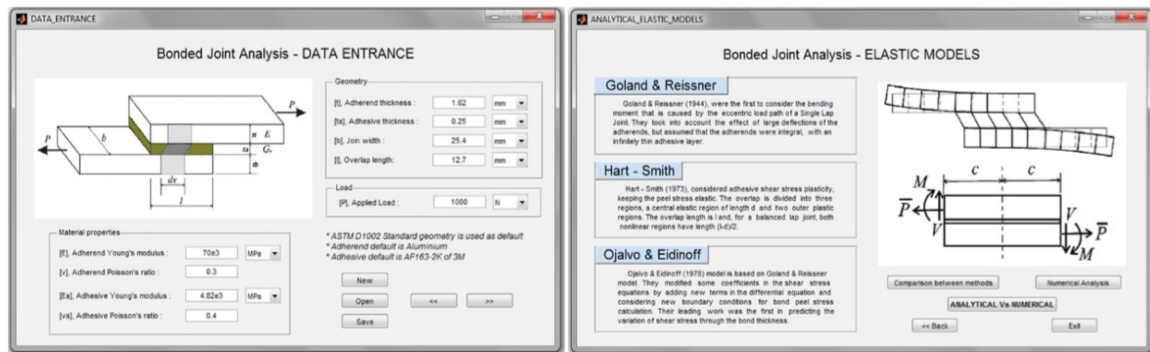 DATA_ENTRANCE
Bonded Joint Analysis - DATA ENTRANCE
P
b
E
G
P
dx
l
Geometry
[t], Adherend thickness : 1.62 mm
[ta], Adhesive thickness : 0.25 mm
[b], Join width : 25.4 mm
[l], Overlap length: 12.7 mm
Load
[P], Applied Load : 1000 N
Material properties
[E], Adherend Young's modulus : 70e3 MPa
[v], Adherend Poisson's ratio : 0.3
[Ea], Adhesive Young's modulus : 4.82e3 MPa
[va], Adhesive Poisson's ratio : 0.4
* ASTM D1002 Standard geometry is used as default
* Adherend default is Aluminium
* Adhesive default is AF163-2K of 3M
New
Open << >>
Save
ANALYTICAL_ELASTIC_MODELS
Bonded Joint Analysis - ELASTIC MODELS
Goland & Reissner
Goland & Reissner (1944), were the first to consider the bending
moment that is caused by the eccentric load path of a Single Lap
Joint. They took into account the effect of large deflections of the
adherends, but assumed that the adherends were integral, with an
infinitely thin adhesive layer.
Hart - Smith
Hart - Smith (1973), considered adhesive shear stress plasticity,
keeping the peel stress elastic. The overlap is divided into three
regions, a central elastic region of length d and two outer plastic
regions. The overlap length is l and, for a balanced lap joint, both
nonlinear regions have length (l-d)/2.
Ojalvo & Eidinoff
Ojalvo & Eidinoff (1978) model is based on Goland & Reissner
model. They modified some coefficients in the shear stress
equations by adding new terms in the differential equation and
considering new boundary conditions for bond peel stress
calculation. Their leading work was the first in predicting the
variation of shear stress through the bond thickness.
c c
M
P̅ V
V P̅
M
Comparison between methods Numerical Analysis
ANALYTICAL Vs NUMERICAL
<< Back Exit